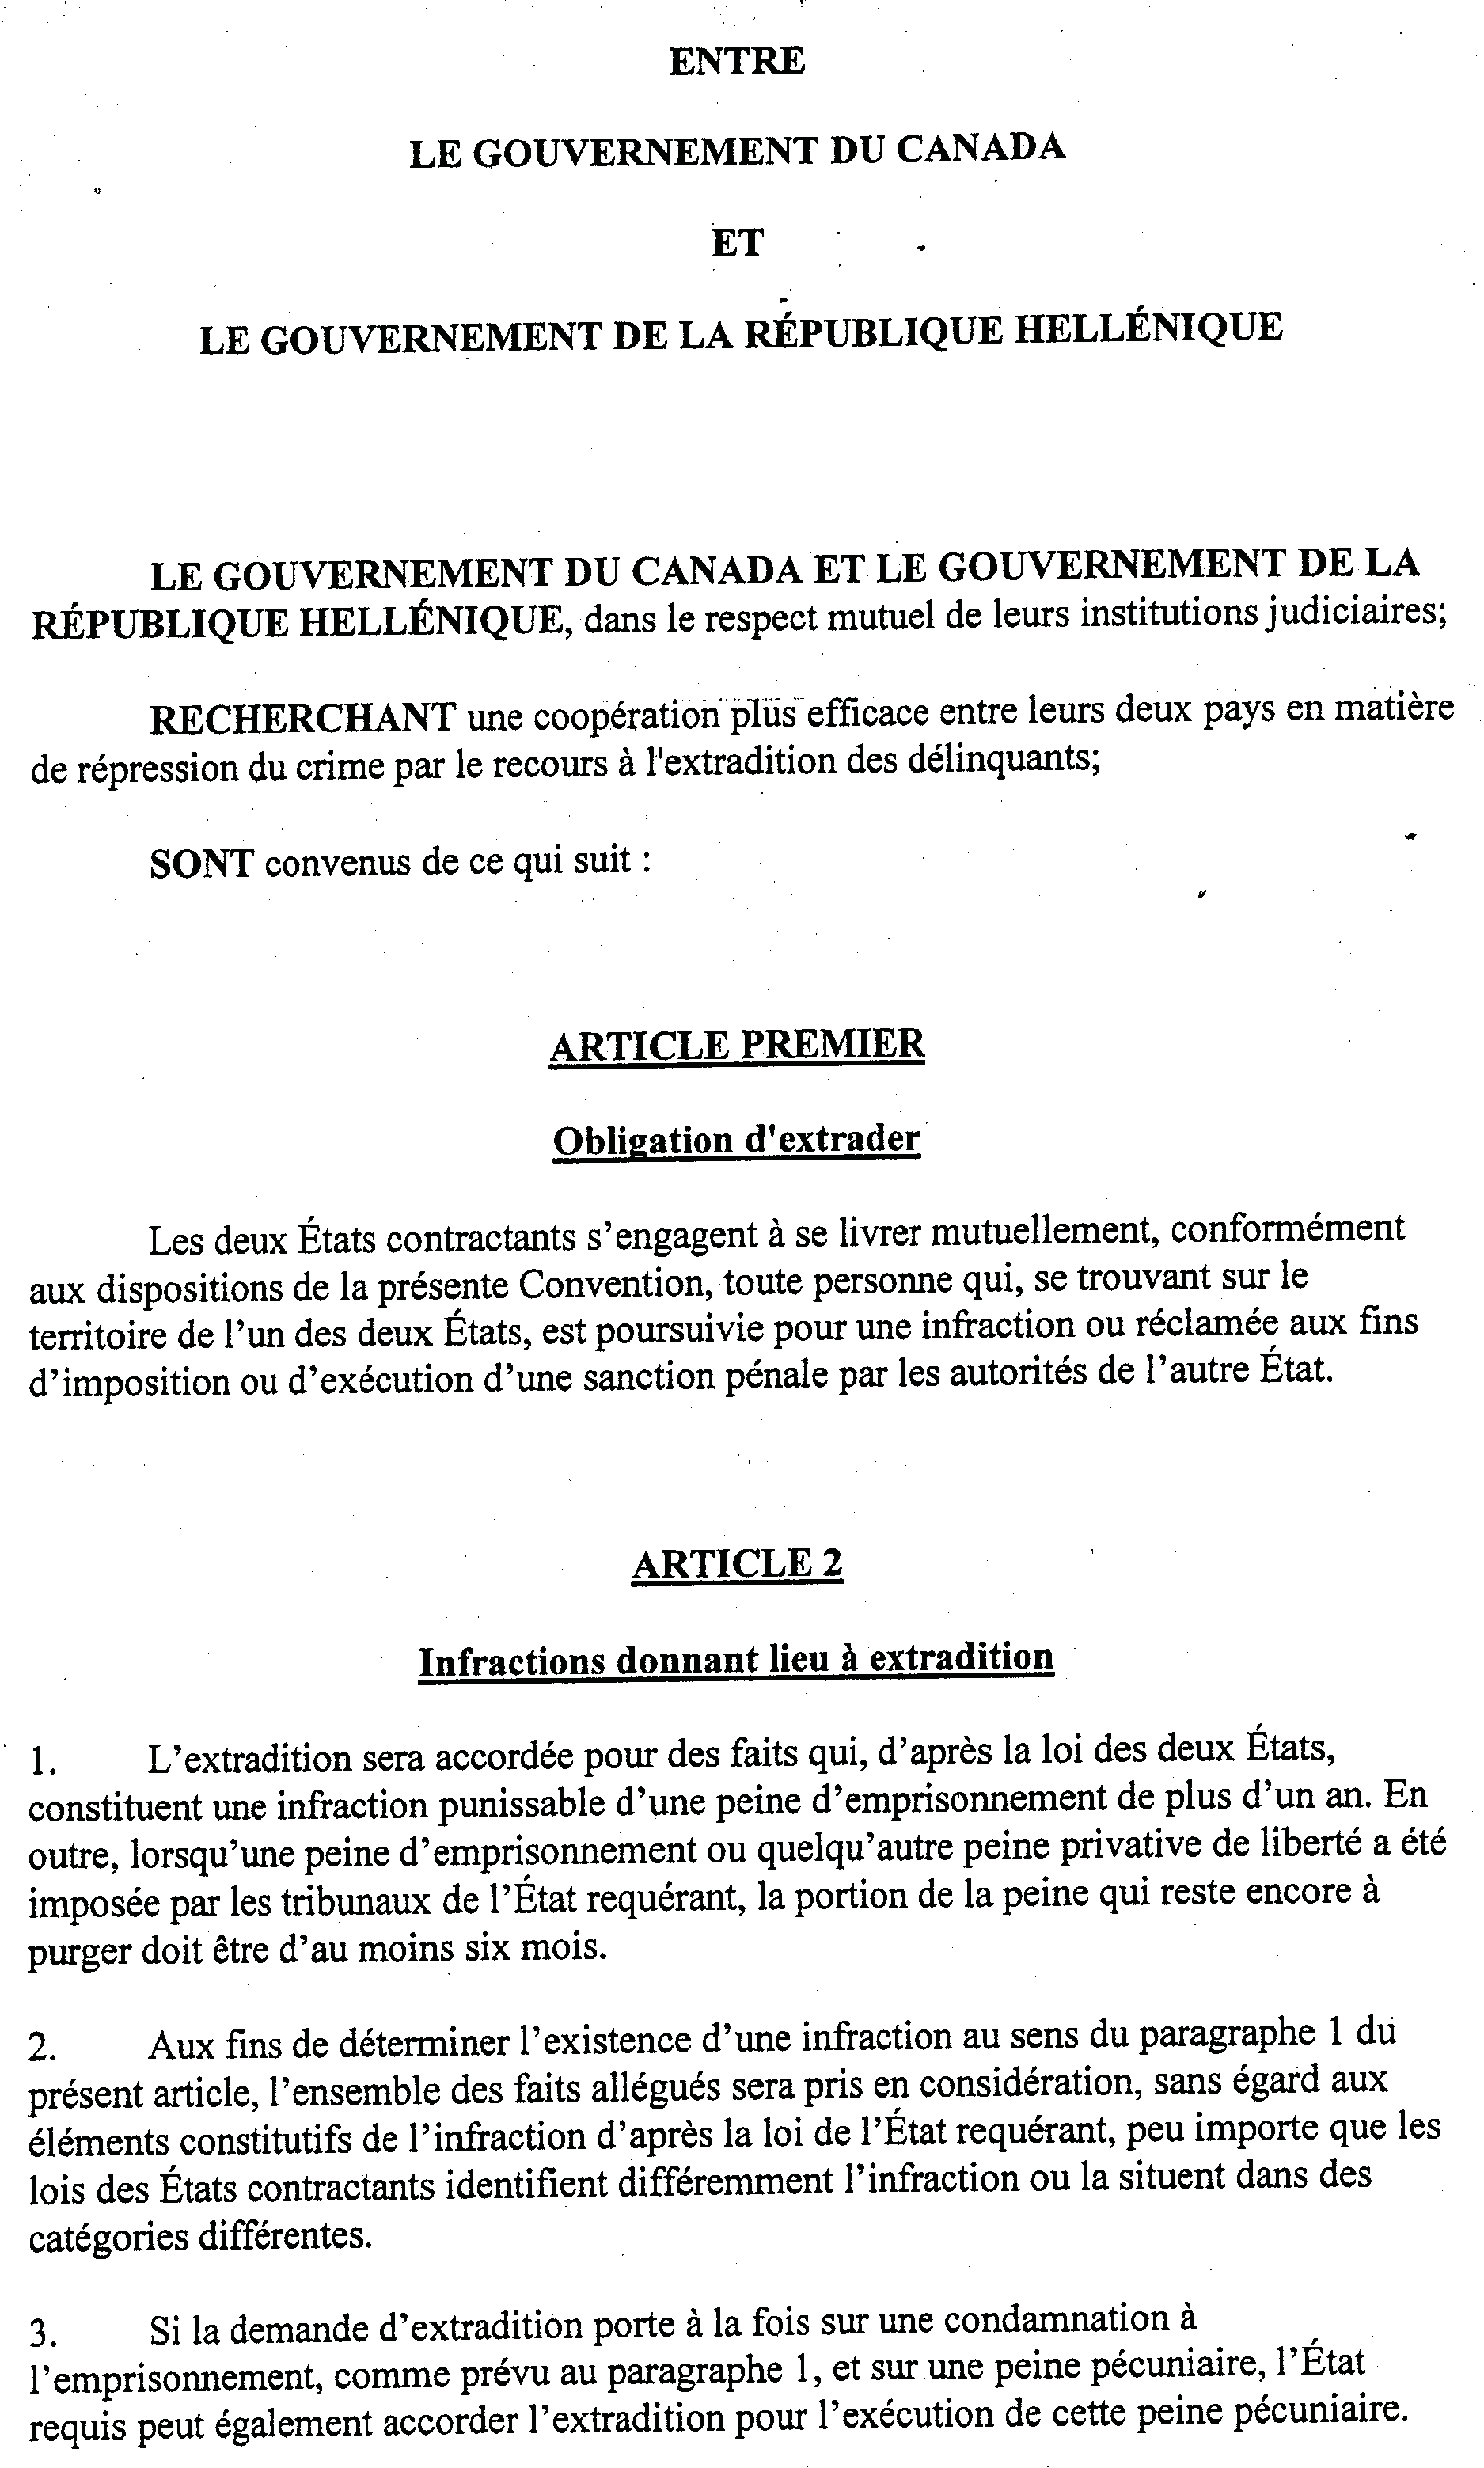 ENTRE
LE GOUVERNEMENT DU CANADA
ET
LE GOUVERNEMENT DE LA RÉPUBLIQUE HELLÉNIQUE
LE GOUVERNEMENT DU CANADA ET LE GOUVERNEMENT DE LA
RÉPUBLIQUE HELLÉNIQUE, dans le respect mutuel de leurs institutions judiciaires;
RECHERCHANT une coopération plus efficace entre leurs deux pays en matière
de répression du crime par le recours à l'extradition des délinquants;
SONT convenus de ce qui suit :
ARTICLE PREMIER
Obligation d'extrader
Les deux États contractants s’engagent à se livrer mutuellement, conformément
aux dispositions de la présente Convention, toute personne qui, se trouvant sur le
territoire de l’un des deux États, est poursuivie pour une infraction ou réclamée aux fins
d’imposition ou d’exécution d’une sanction pénale par les autorités de l’autre État.
ARTICLE 2
Infractions donnant lieu à extradition
1. L’extradition sera accordée pour des faits qui, d’après la loi des deux États,
constituent une infraction punissable d’une peine d’emprisonnement de plus d’un an. En
outre, lorsqu’une peine d’emprisonnement ou quelqu’autre peine privative de liberté a été
imposée par les tribunaux de l’État requérant, la portion de la peine qui reste encore à
purger doit être d’au moins six mois.
2. Aux fins de déterminer l’existence d’une infraction au sens du paragraphe 1 du
présent article, l’ensemble des faits allégués sera pris en considération, sans égard aux
éléments constitutifs de l’infraction d’après la loi de l’État requérant, peu importe que les
lois des États contractants identifient différemment l’infraction ou la situent dans des
catégories différentes.
3. Si la demande d’extradition porte à la fois sur une condamnation à
l’emprisonnement, comme prévu au paragraphe 1, et sur une peine pécuniaire, l’État
requis peut également accorder l’extradition pour l’exécution de cette peine pécuniaire.